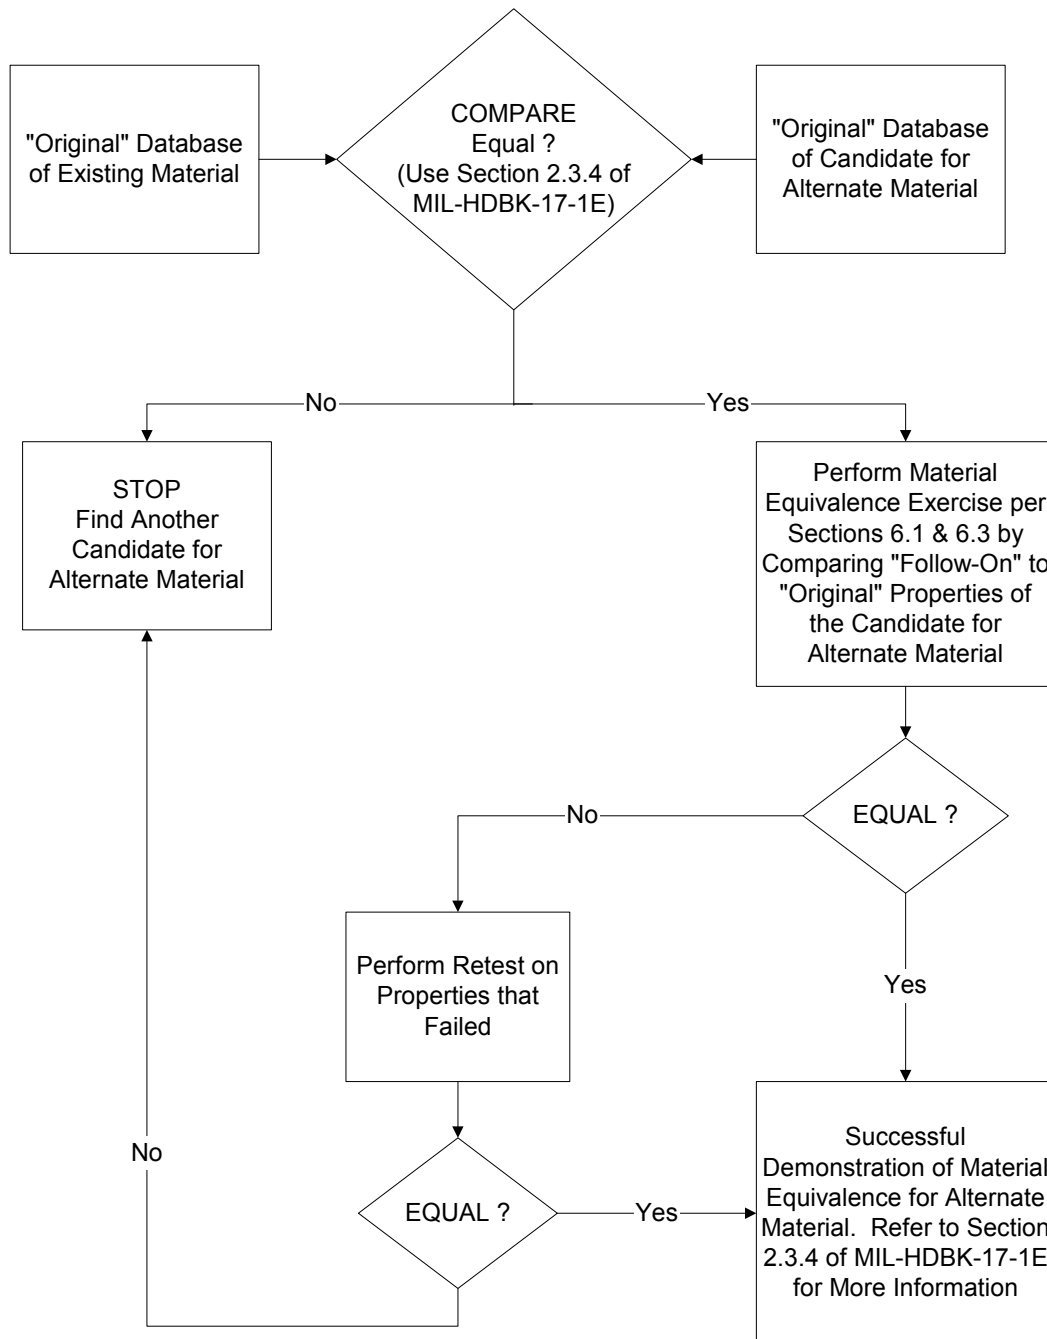 "Original" Database
of Existing Material
COMPARE
Equal ?
(Use Section 2.3.4 of
MIL-HDBK-17-1E)
"Original" Database
of Candidate for
Alternate Material
No
Yes
STOP
Find Another
Candidate for
Alternate Material
Perform Material
Equivalence Exercise per
Sections 6.1 & 6.3 by
Comparing "Follow-On" to
"Original" Properties of
the Candidate for
Alternate Material
EQUAL ?
No
Yes
Perform Retest on
Properties that
Failed
EQUAL ?
No
Yes
Successful
Demonstration of Material
Equivalence for Alternate
Material. Refer to Section
2.3.4 of MIL-HDBK-17-1E
for More Information